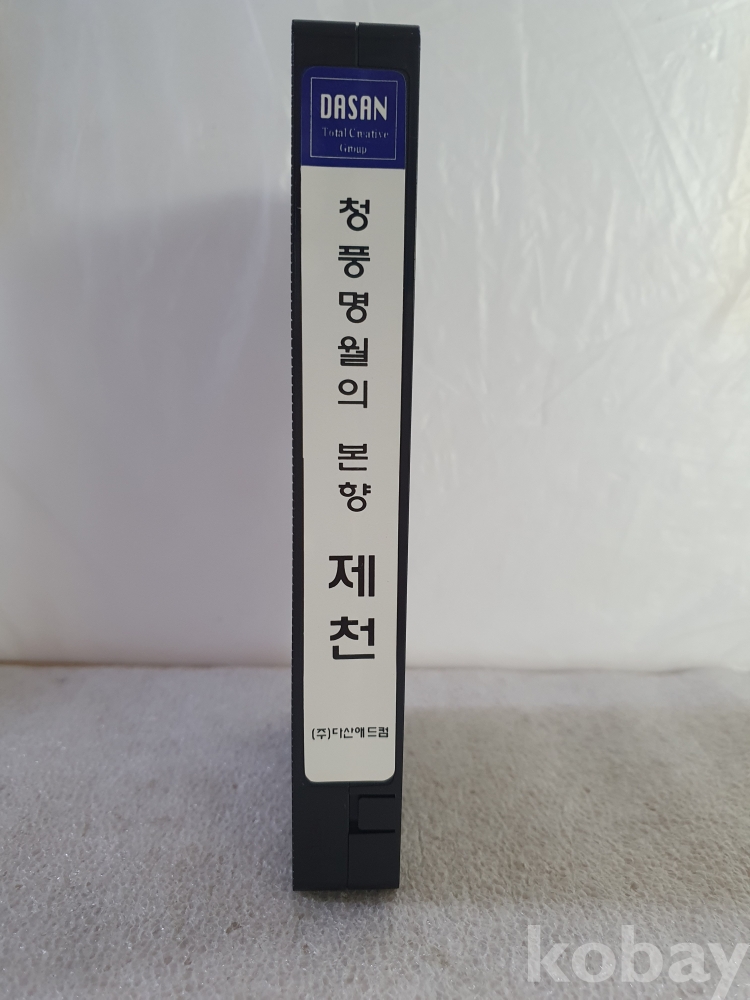 DASAN
Total Creative
Group
청풍명월의 본향
제천
(주)다산애드컴
kobay